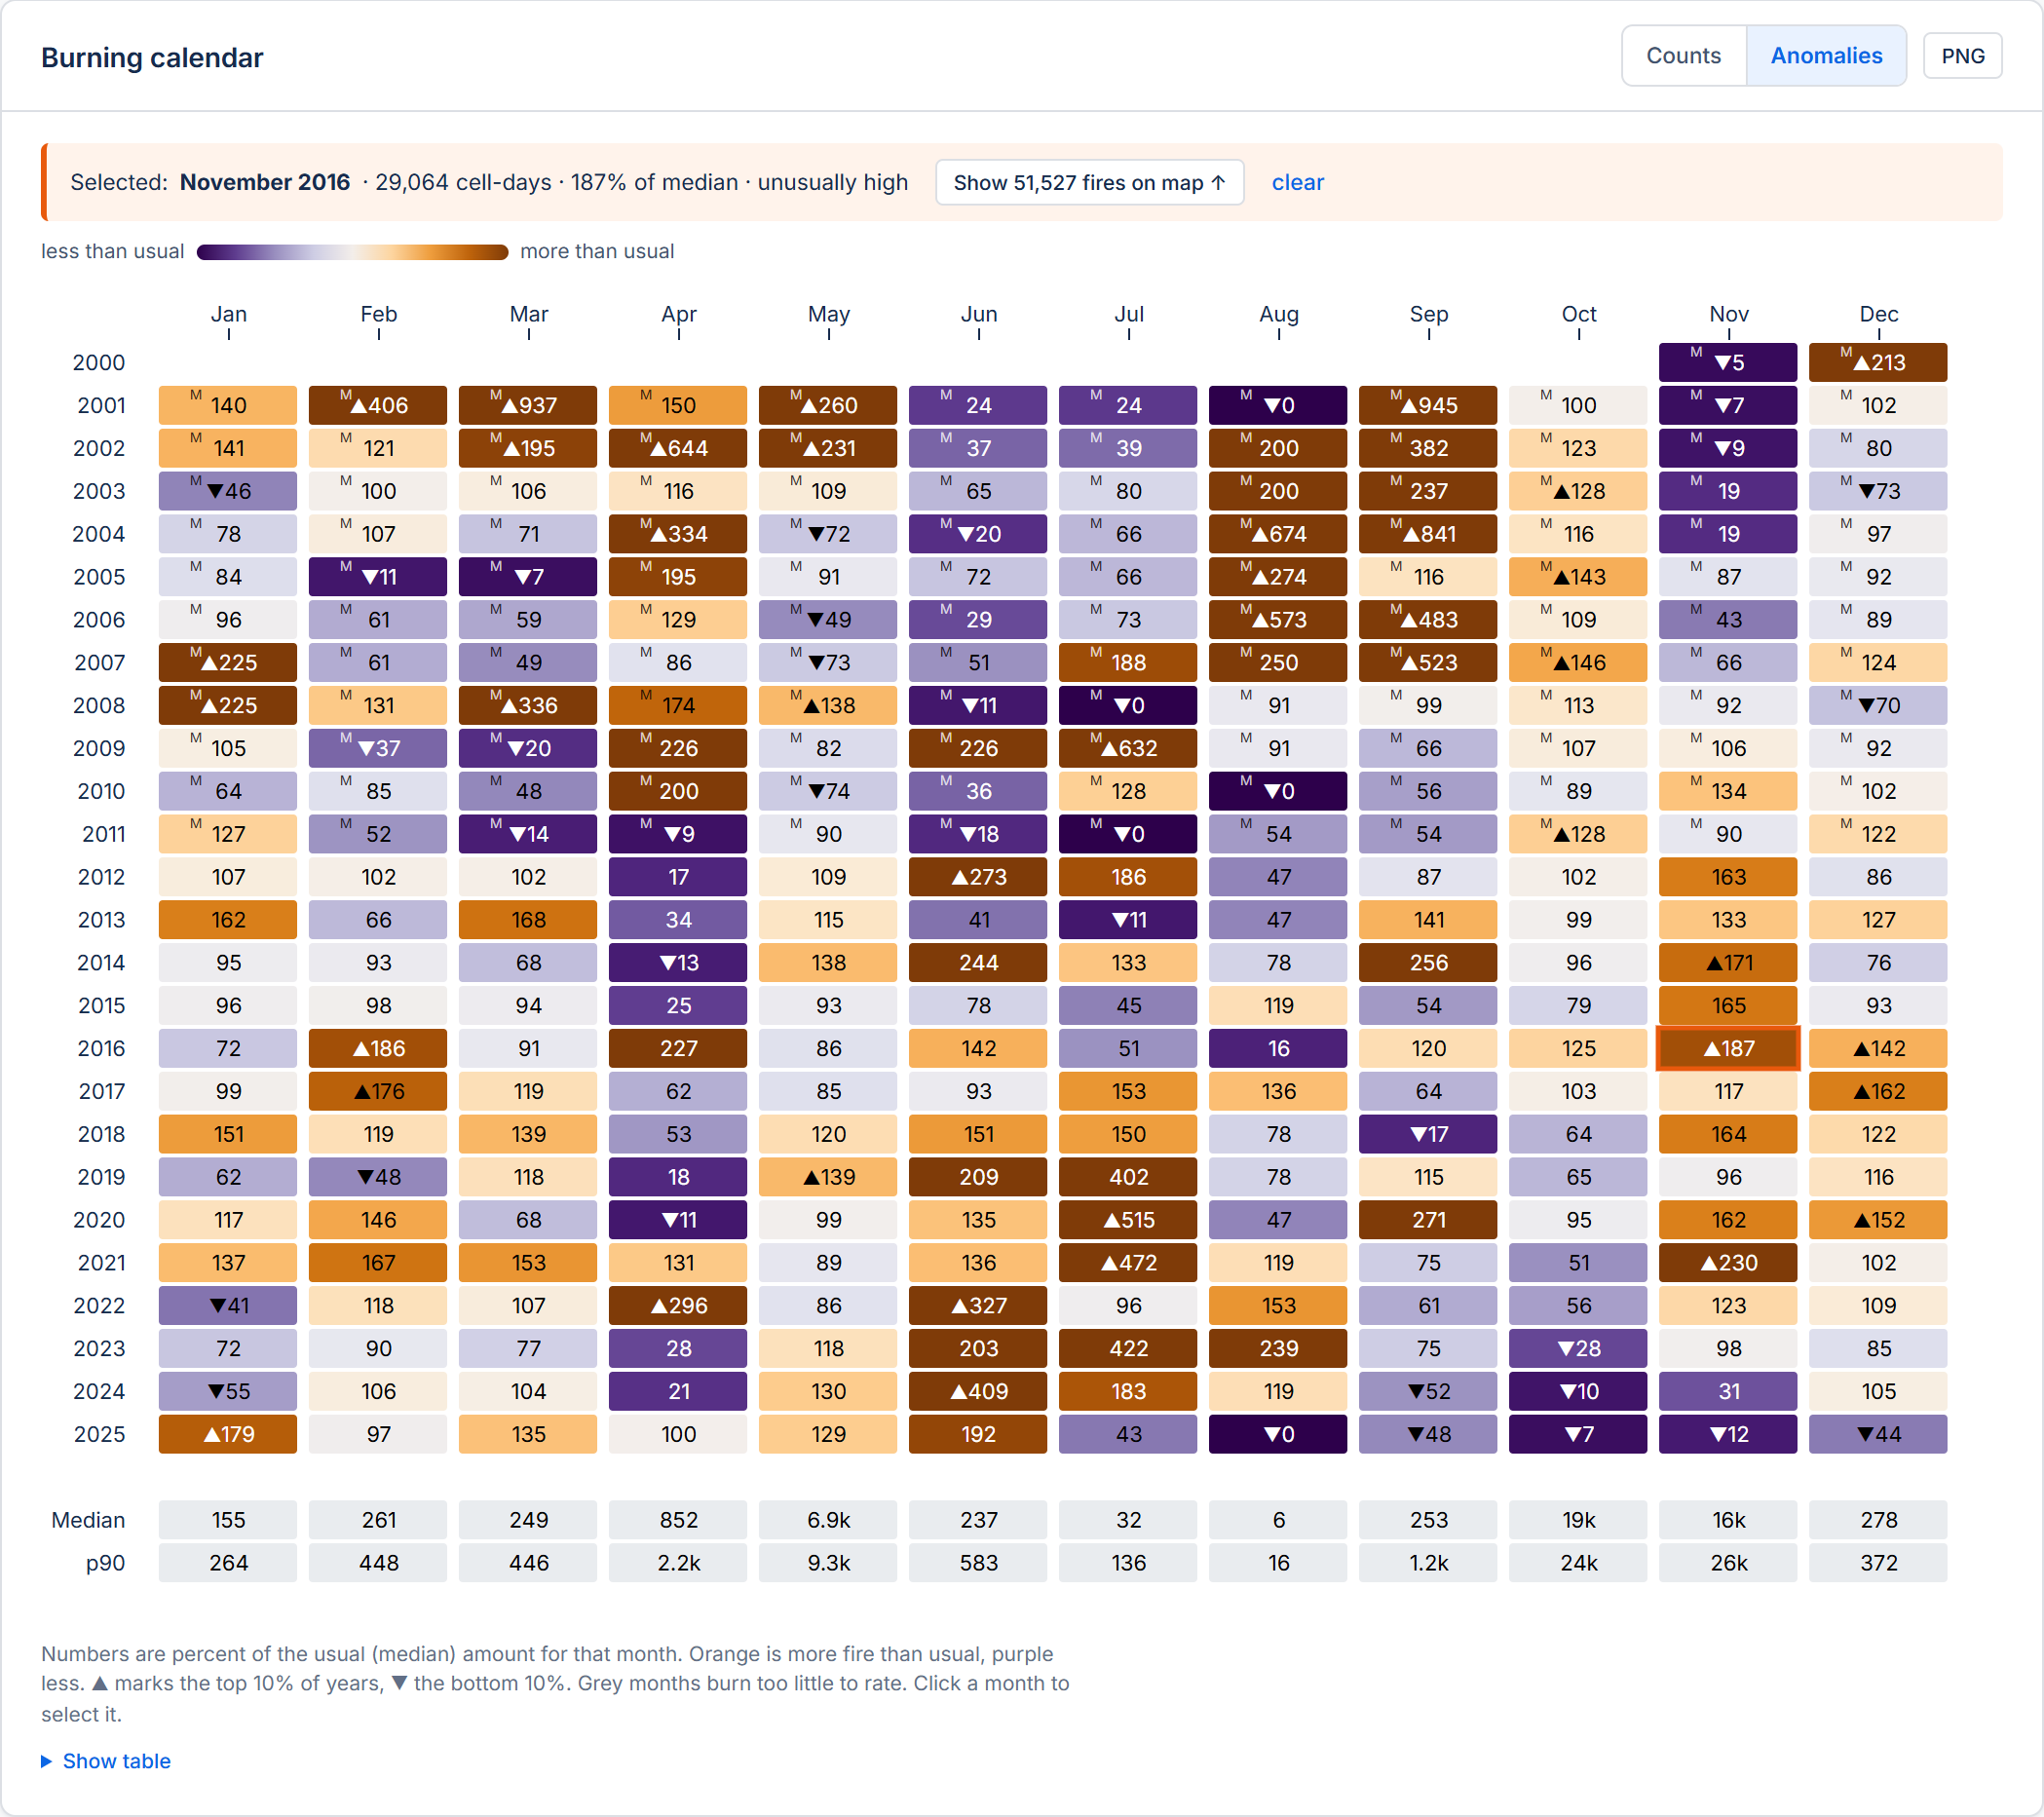 Burning calendar
Counts Anomalies PNG
Selected: November 2016 · 29,064 cell-days · 187% of median · unusually high Show 51,527 fires on map ↑ clear
less than usual more than usual
Jan Feb Mar Apr May Jun Jul Aug Sep Oct Nov Dec
2000 M ▼5 M ▲213
2001 M 140 M ▲406 M ▲937 M 150 M ▲260 M 24 M 24 M ▼0 M ▲945 M 100 M ▼7 M 102
2002 M 141 M 121 M ▲195 M ▲644 M ▲231 M 37 M 39 M 200 M 382 M 123 M ▼9 M 80
2003 M ▼46 M 100 M 106 M 116 M 109 M 65 M 80 M 200 M 237 M ▲128 M 19 M ▼73
2004 M 78 M 107 M 71 M ▲334 M ▼72 M ▼20 M 66 M ▲674 M ▲841 M 116 M 19 M 97
2005 M 84 M ▼11 M ▼7 M 195 M 91 M 72 M 66 M ▲274 M 116 M ▲143 M 87 M 92
2006 M 96 M 61 M 59 M 129 M ▼49 M 29 M 73 M ▲573 M ▲483 M 109 M 43 M 89
2007 M ▲225 M 61 M 49 M 86 M ▼73 M 51 M 188 M 250 M ▲523 M ▲146 M 66 M 124
2008 M ▲225 M 131 M ▲336 M 174 M ▲138 M ▼11 M ▼0 M 91 M 99 M 113 M 92 M ▼70
2009 M 105 M ▼37 M ▼20 M 226 M 82 M 226 M ▲632 M 91 M 66 M 107 M 106 M 92
2010 M 64 M 85 M 48 M 200 M ▼74 M 36 M 128 M ▼0 M 56 M 89 M 134 M 102
2011 M 127 M 52 M ▼14 M ▼9 M 90 M ▼18 M ▼0 M 54 M 54 M ▲128 M 90 M 122
2012 107 102 102 17 109 ▲273 186 47 87 102 163 86
2013 162 66 168 34 115 41 ▼11 47 141 99 133 127
2014 95 93 68 ▼13 138 244 133 78 256 96 ▲171 76
2015 96 98 94 25 93 78 45 119 54 79 165 93
2016 72 ▲186 91 227 86 142 51 16 120 125 ▲187 ▲142
2017 99 ▲176 119 62 85 93 153 136 64 103 117 ▲162
2018 151 119 139 53 120 151 150 78 ▼17 64 164 122
2019 62 ▼48 118 18 ▲139 209 402 78 115 65 96 116
2020 117 146 68 ▼11 99 135 ▲515 47 271 95 162 ▲152
2021 137 167 153 131 89 136 ▲472 119 75 51 ▲230 102
2022 ▼41 118 107 ▲296 86 ▲327 96 153 61 56 123 109
2023 72 90 77 28 118 203 422 239 75 ▼28 98 85
2024 ▼55 106 104 21 130 ▲409 183 119 ▼52 ▼10 31 105
2025 ▲179 97 135 100 129 192 43 ▼0 ▼48 ▼7 ▼12 ▼44
Median 155 261 249 852 6.9k 237 32 6 253 19k 16k 278
p90 264 448 446 2.2k 9.3k 583 136 16 1.2k 24k 26k 372
Numbers are percent of the usual (median) amount for that month. Orange is more fire than usual, purple
less. ▲ marks the top 10% of years, ▼ the bottom 10%. Grey months burn too little to rate. Click a month to
select it.
▶ Show table